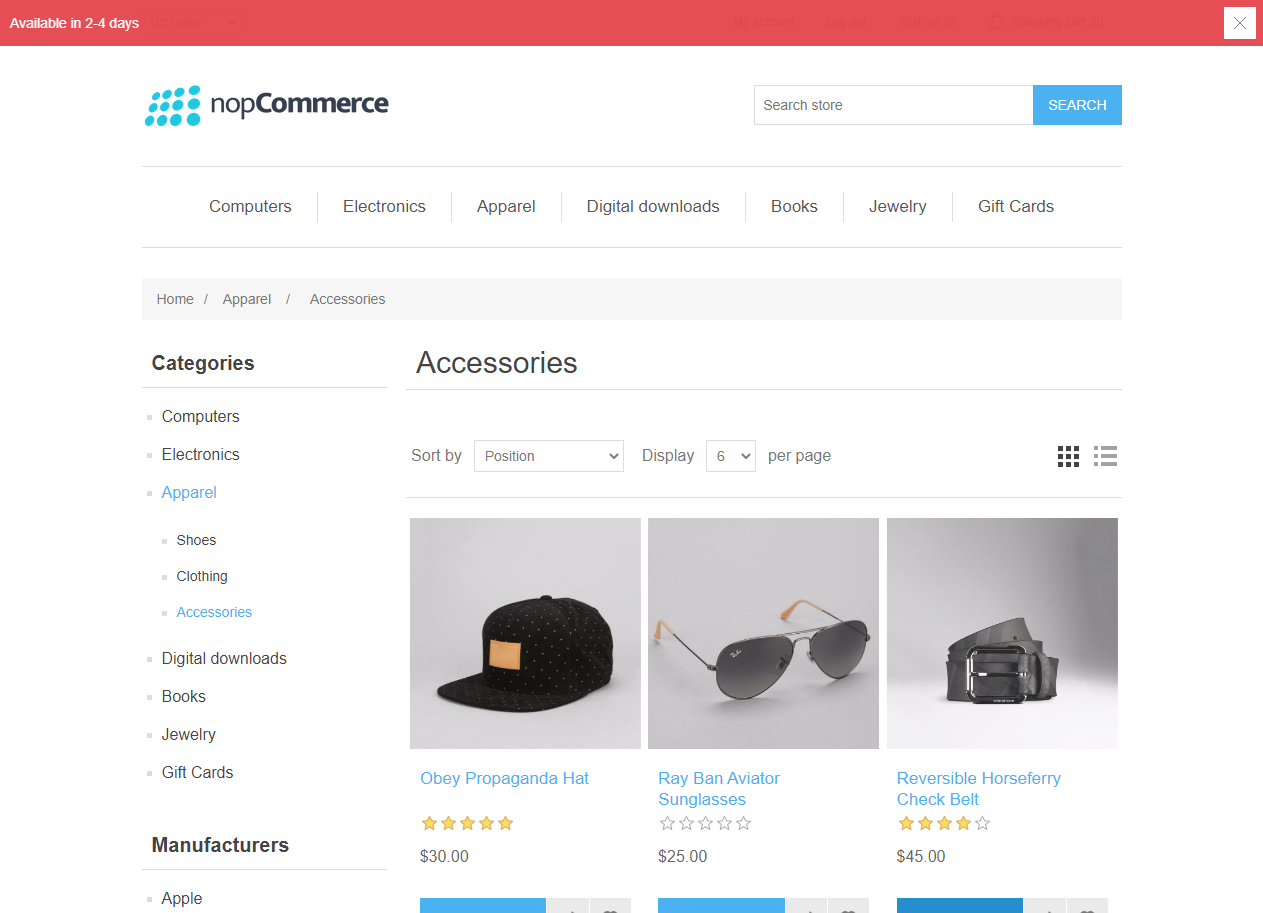 Available in 2-4 days
US Dollar My account Log out Wishlist (0) Shopping cart (0)
nopCommerce
Search store SEARCH
Computers Electronics Apparel Digital downloads Books Jewelry Gift Cards
Home / Apparel / Accessories
Categories
Computers
Electronics
Apparel
Shoes
Clothing
Accessories
Digital downloads
Books
Jewelry
Gift Cards
Manufacturers
Apple
Accessories
Sort by Position Display 6 per page
Ray-Ban
Obey Propaganda Hat
$30.00
Ray Ban Aviator
Sunglasses
$25.00
Reversible Horseferry
Check Belt
$45.00